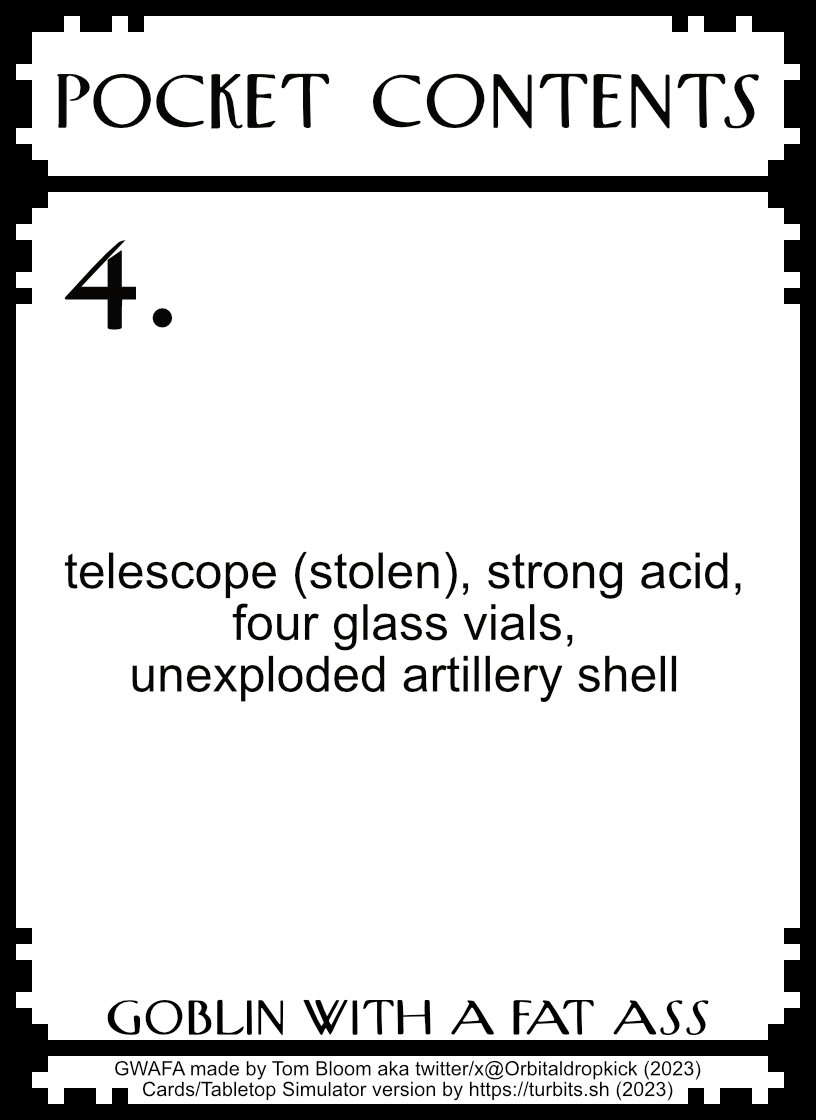 POCKET CONTENTS
4.
telescope (stolen), strong acid,
four glass vials,
unexploded artillery shell
GOBLIN WITH A FAT ASS
GWAFA made by Tom Bloom aka twitter/x@Orbitaldropkick (2023)
Cards/Tabletop Simulator version by https://turbits.sh (2023)